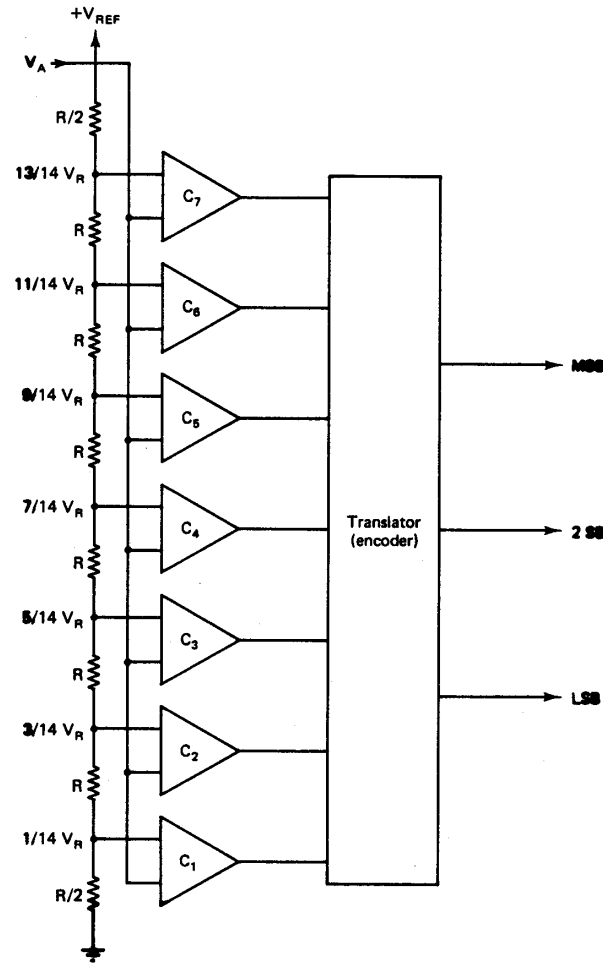 +V_REF
V_A
R/2
13/14 V_R
C_7
R
11/14 V_R
C_6
R
MSB
9/14 V_R
C_5
R
7/14 V_R
C_4
Translator
(encoder)
2 SB
R
5/14 V_R
C_3
R
LSB
3/14 V_R
C_2
R
1/14 V_R
C_1
R/2